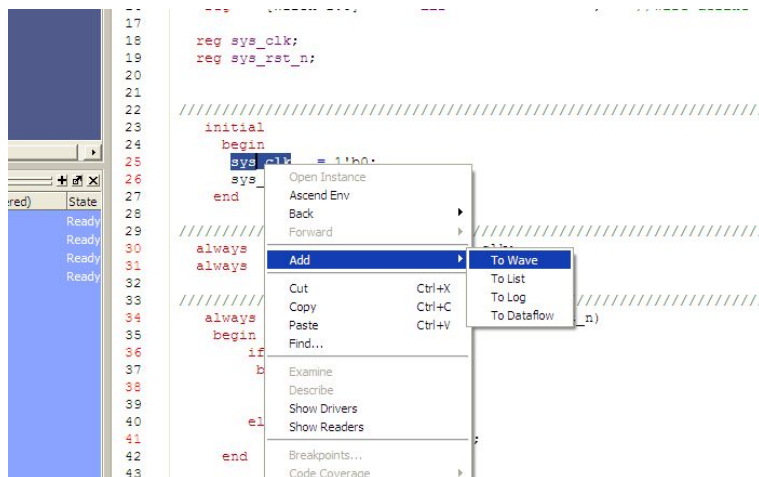 17
18 reg sys_clk;
19 reg sys_rst_n;
20
21
22 ////////////////////////////////////////////////////////////////////
23 initial
24 begin
25 sys_clk = 1'b0;
26 sys_
27 end
28
29 ////////////////////////////////////////////////////////////////////
30 always clk;
31 always
32
33 ////////////////////////////////////////////////////////////////////
34 always _n)
35 begin
36 if
37 b
38
39
40 el
41 ;
42 end
43
ered) State
Ready
Ready
Ready
Ready
Open Instance
Ascend Env
Back
Forward
Add
Cut Ctrl+X
Copy Ctrl+C
Paste Ctrl+V
Find...
Examine
Describe
Show Drivers
Show Readers
Breakpoints...
Code Coverage
To Wave
To List
To Log
To Dataflow